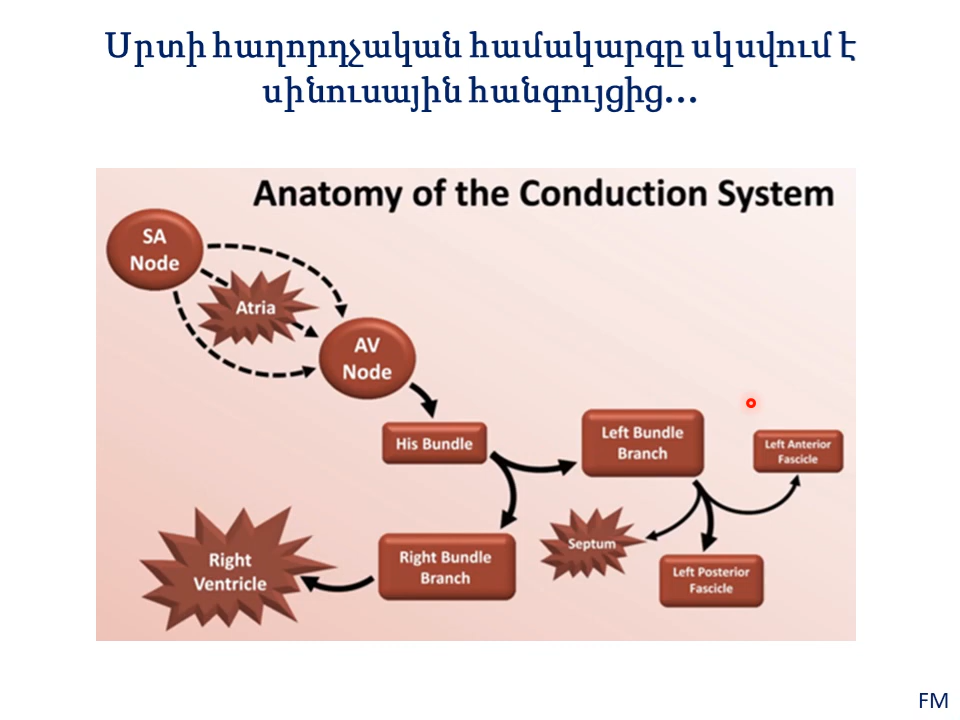 Սրտի հաղորդչական համակարգը սկսվում է
սինուսային հանգույցից...
Anatomy of the Conduction System
SA
Node
Atria
AV
Node
His Bundle
Left Bundle
Branch
Left Anterior
Fascicle
Septum
Left Posterior
Fascicle
Right Bundle
Branch
Right
Ventricle
FM